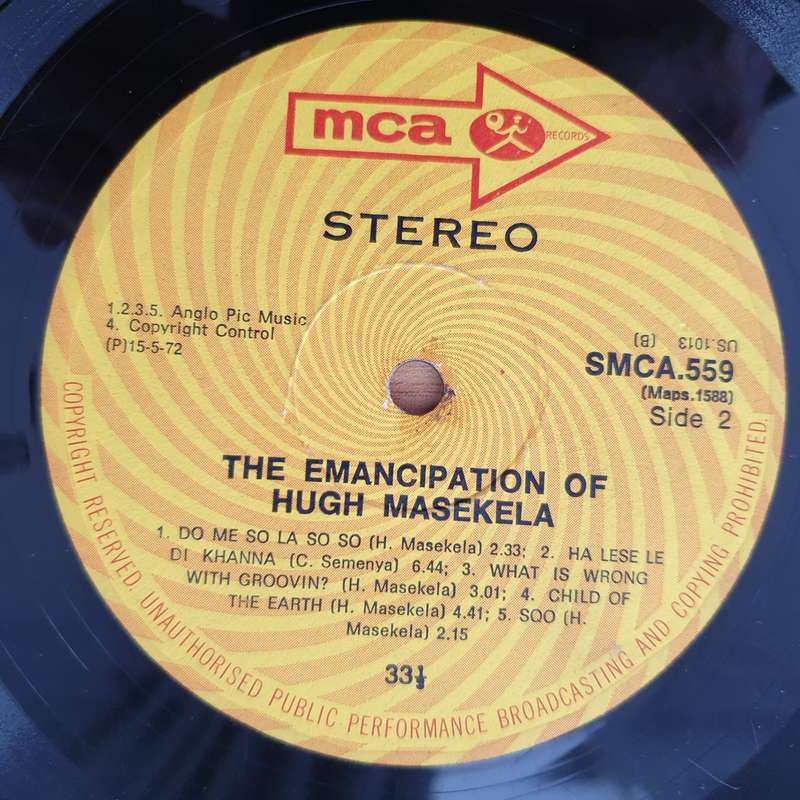 mca RECORDS
STEREO
1.2.3.5. Anglo Pic Music
4. Copyright Control
(P)15-5-72
US.1013 (B)
SMCA.559
(Maps.1588)
Side 2
THE EMANCIPATION OF
HUGH MASEKELA
1. DO ME SO LA SO SO (H. Masekela) 2.33; 2. HA LESE LE
DI KHANNA (C. Semenya) 6.44; 3. WHAT IS WRONG
WITH GROOVIN? (H. Masekela) 3.01; 4. CHILD OF
THE EARTH (H. Masekela) 4.41; 5. SOO (H.
Masekela) 2.15
33⅓
COPYRIGHT RESERVED. UNAUTHORISED PUBLIC PERFORMANCE BROADCASTING AND COPYING PROHIBITED.